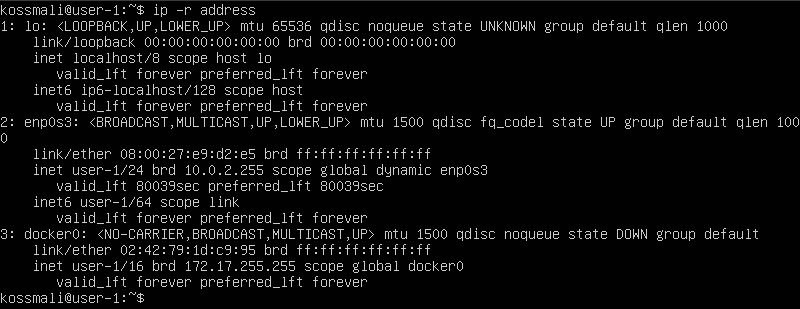 kossmali@user-1:~$ ip -r address
1: lo: <LOOPBACK,UP,LOWER_UP> mtu 65536 qdisc noqueue state UNKNOWN group default qlen 1000
    link/loopback 00:00:00:00:00:00 brd 00:00:00:00:00:00
    inet localhost/8 scope host lo
       valid_lft forever preferred_lft forever
    inet6 ip6-localhost/128 scope host
       valid_lft forever preferred_lft forever
2: enp0s3: <BROADCAST,MULTICAST,UP,LOWER_UP> mtu 1500 qdisc fq_codel state UP group default qlen 100
0
    link/ether 08:00:27:e9:d2:e5 brd ff:ff:ff:ff:ff:ff
    inet user-1/24 brd 10.0.2.255 scope global dynamic enp0s3
       valid_lft 80039sec preferred_lft 80039sec
    inet6 user-1/64 scope link
       valid_lft forever preferred_lft forever
3: docker0: <NO-CARRIER,BROADCAST,MULTICAST,UP> mtu 1500 qdisc noqueue state DOWN group default
    link/ether 02:42:79:1d:c9:95 brd ff:ff:ff:ff:ff:ff
    inet user-1/16 brd 172.17.255.255 scope global docker0
       valid_lft forever preferred_lft forever
kossmali@user-1:~$